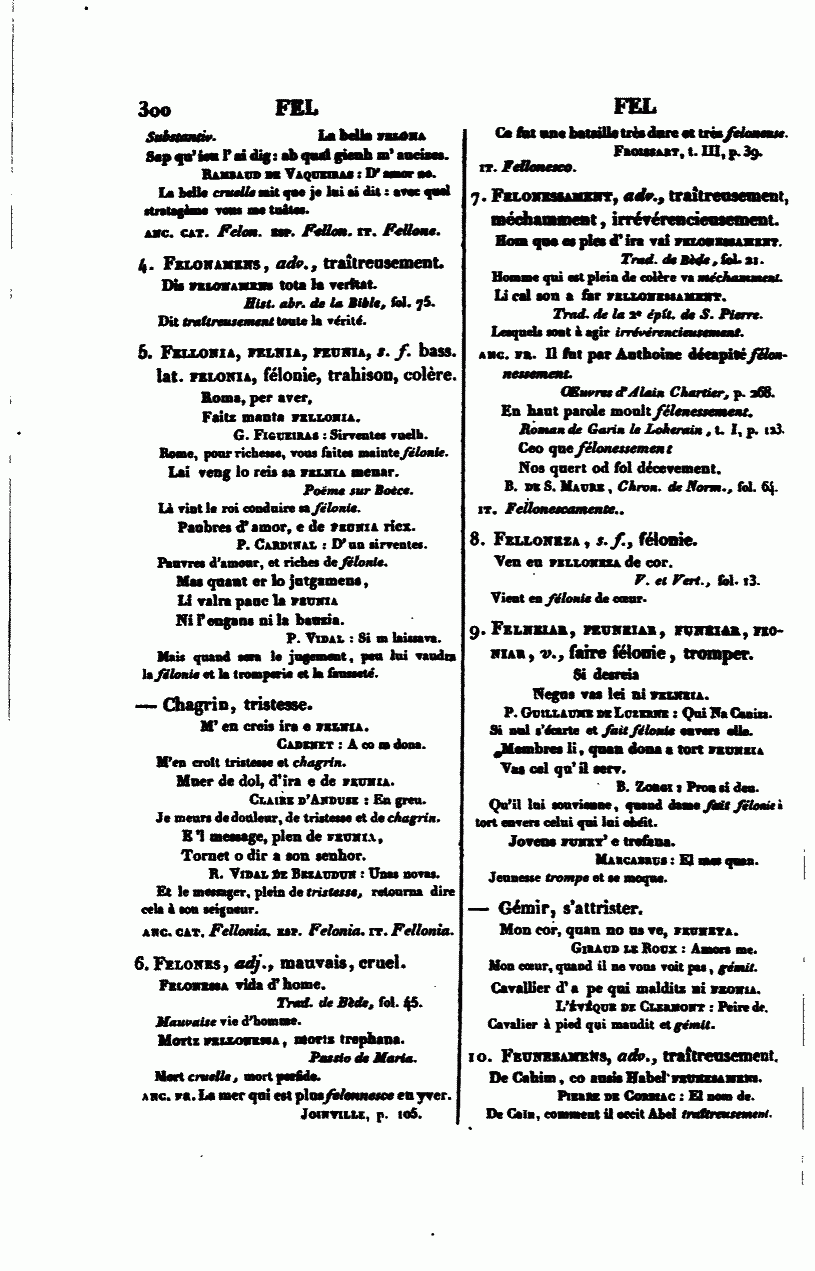 300 FEL FEL
Substantiv. La bella FELONA
Sap qu'ieu l'ai dig: ab qual gienh m'aucises.
RAMBAUD DE VAQUEIRAS: D'amor no.
La belle cruelle sait que je lui ai dit: avec quel
stratagème vous me tuâtes.
ANC. CAT. Felon. ESP. Fellon. IT. Fellone.
4. FELONAMENS, adv., traîtreusement.
Dis FELONAMENS tota la vertat.
Hist. abr. de la Bible, fol. 75.
Dit traîtreusement toute la vérité.
5. FELLONIA, FELNIA, FEUNIA, s. f. bass.
lat. FELONIA, félonie, trahison, colère.
Roma, per aver,
Faitz manta FELLONIA.
G. FIGUEIRAS: Sirventes vuelh.
Rome, pour richesse, vous faites mainte félonie.
Lai veng lo reis sa FELNIA menar.
Poëme sur Boèce.
Là vint le roi conduire sa félonie.
Paubres d'amor, e de FEUNIA ricx.
P. CARDINAL: D'un sirventes.
Pauvres d'amour, et riches de félonie.
Mas quant er lo jutgamens,
Li valra pauc la FEUNIA
Ni l'engans ni la bauzia.
P. VIDAL: Si m laissava.
Mais quand sera le jugement, peu lui vaudra
la félonie et la tromperie et la fausseté.
— Chagrin, tristesse.
M'en creis ira e FELNIA.
CADENET: A co m dona.
M'en croît tristesse et chagrin.
Muer de dol, d'ira e de FEUNIA.
CLAIRE D'ANDUSE: En greu.
Je meurs de douleur, de tristesse et de chagrin.
E'l message, plen de FEUNIA,
Tornet o dir a son senhor.
R. VIDAL DE BEZAUDUN: Unas novas.
Et le messager, plein de tristesse, retourna dire
cela à son seigneur.
ANC. CAT. Fellonia. ESP. Felonia. IT. Fellonia.
6. FELONES, adj., mauvais, cruel.
FELONESSA vida d'home.
Trad. de Bède, fol. 45.
Mauvaise vie d'homme.
Mortz FELLONESSA, mortz trephana.
Passio de Maria.
Mort cruelle, mort perfide.
ANC. FR. La mer qui est plus felonnesce en yver.
JOINVILLE, p. 105.
Ce fut une bataille très dure et très feloneuse.
FROISSART, t. III, p. 39.
IT. Fellonesco.
7. FELONESSAMENT, adv., traîtreusement,
méchamment, irrévérencieusement.
Hom que es ples d'ira vai FELONESSAMENT.
Trad. de Bède, fol. 21.
Homme qui est plein de colère va méchamment.
Li cal son a far FELLONESSAMENT.
Trad. de la 2e épît. de S. Pierre.
Lesquels sont à agir irrévérencieusement.
ANC. FR. Il fut par Anthoine décapité félon-
nessement.
Œuvres d'Alain Chartier, p. 268.
En haut parole moult félenessement.
Roman de Garin le Loherain, t. I, p. 123.
Ceo que félonessement
Nos quert od fol décevement.
B. DE S. MAURE, Chron. de Norm., fol. 64.
IT. Fellonescamente..
8. FELLONEZA, s. f., félonie.
Ven en FELLONEZA de cor.
V. et Vert., fol. 13.
Vient en félonie de cœur.
9. FELNEIAR, FEUNEIAR, FUNEIAR, FEO-
NIAR, v., faire félonie, tromper.
Si desreia
Negus vas lei ni FELNEIA.
P. GUILLAUME DE LUZERNE: Qui Na Cunizn.
Si nul s'écarte et fait félonie envers elle.
Membres li, quan dona a tort FEUNEIA
Vas cel qu'il serv.
B. ZORGI: Pron si deu.
Qu'il lui souvienne, quand dame fait félonie à
tort envers celui qui lui obéit.
Jovens FUNEY' e trefana.
MARCABRUS: El mes quan.
Jeunesse trompe et se moque.
— Gémir, s'attrister.
Mon cor, quan no us ve, FEUNEYA.
GIRAUD LE ROUX: Amors me.
Mon cœur, quand il ne vous voit pas, gémit.
Cavallier d'a pe qui malditz ni FEONIA.
L'ÉVÊQUE DE CLERMONT: Peire de.
Cavalier à pied qui maudit et gémit.
10. FEUNESAMENS, adv., traîtreusement.
De Cahim, co ausis Habel FEUNESAMENS.
PIERRE DE CORBIAC: El nom de.
De Caïn, comment il occit Abel traîtreusement.